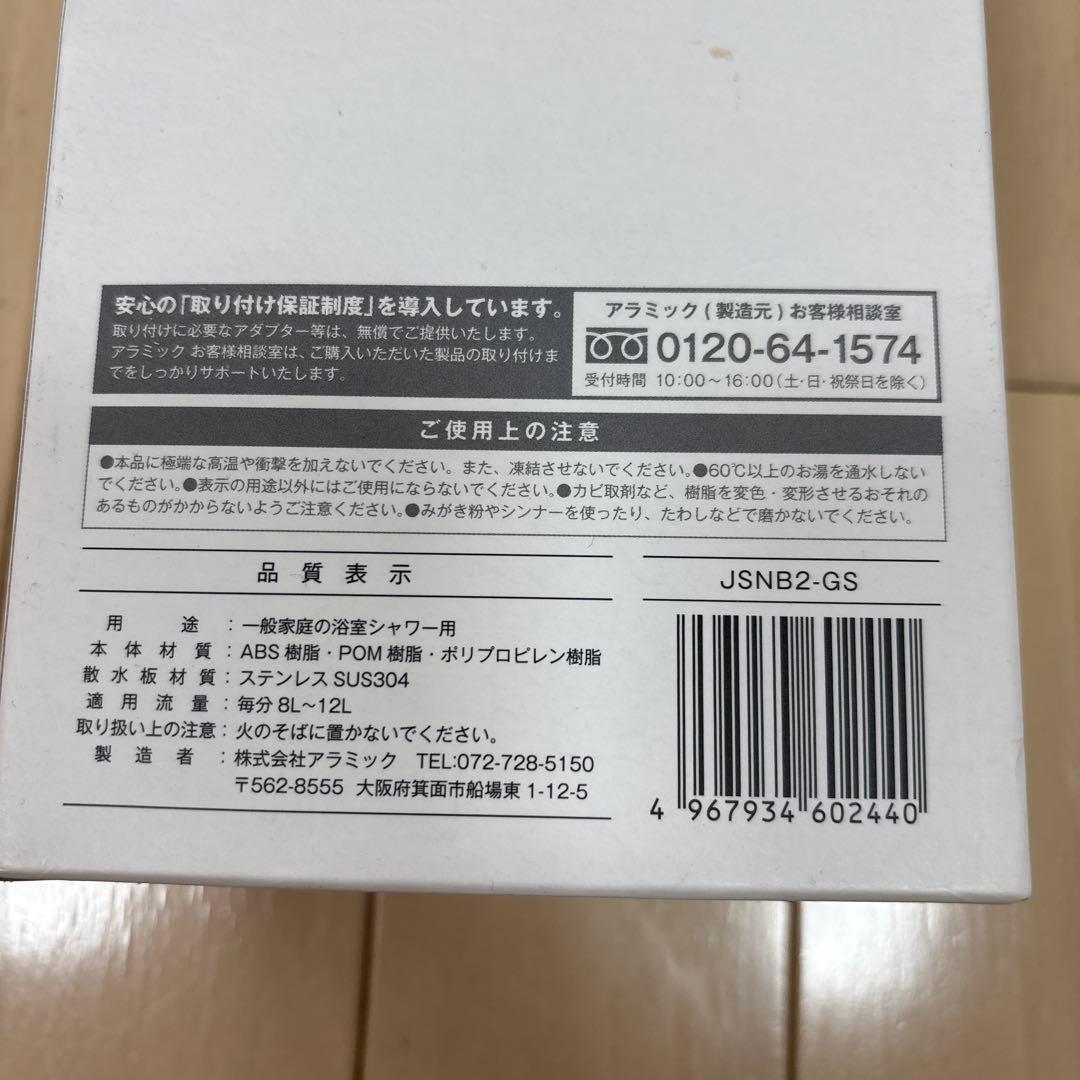 安心の「取り付け保証制度」を導入しています。
取り付けに必要なアダプター等は、無償でご提供いたします。
アラミック お客様相談室は、ご購入いただいた製品の取り付けま
でをしっかりサポートいたします。
アラミック(製造元)お客様相談室
0120-64-1574
受付時間 10:00〜16:00(土・日・祝祭日を除く)
ご使用上の注意
●本品に極端な高温や衝撃を加えないでください。また、凍結させないでください。●60℃以上のお湯を通水しない
でください。●表示の用途以外にはご使用にならないでください。●カビ取剤など、樹脂を変色・変形させるおそれの
あるものがかからないようご注意ください。●みがき粉やシンナーを使ったり、たわしなどで磨かないでください。
品質表示
用途:一般家庭の浴室シャワー用
本体材質:ABS樹脂・POM樹脂・ポリプロピレン樹脂
散水板材質:ステンレスSUS304
適用流量:毎分8L〜12L
取り扱い上の注意:火のそばに置かないでください。
製造者:株式会社アラミック TEL:072-728-5150
〒562-8555 大阪府箕面市船場東1-12-5
JSNB2-GS
4 967934 602440